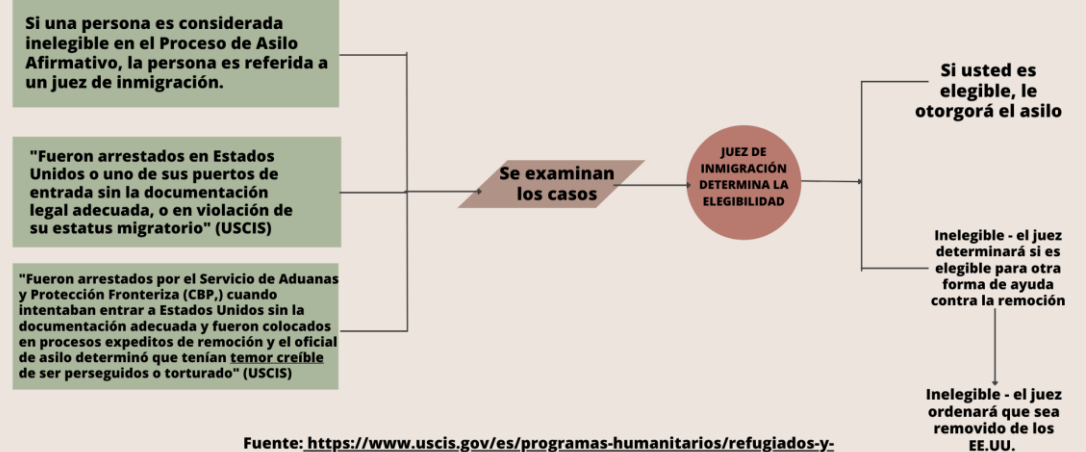 Si una persona es considerada
inelegible en el Proceso de Asilo
Afirmativo, la persona es referida a
un juez de inmigración.
"Fueron arrestados en Estados
Unidos o uno de sus puertos de
entrada sin la documentación
legal adecuada, o en violación de
su estatus migratorio" (USCIS)
"Fueron arrestados por el Servicio de Aduanas
y Protección Fronteriza (CBP,) cuando
intentaban entrar a Estados Unidos sin la
documentación adecuada y fueron colocados
en procesos expeditos de remoción y el oficial
de asilo determinó que tenían temor creíble
de ser perseguidos o torturado" (USCIS)
Se examinan
los casos
JUEZ DE
INMIGRACIÓN
DETERMINA LA
ELEGIBILIDAD
Si usted es
elegible, le
otorgorá el asilo
Inelegible - el juez
determinará si es
elegible para otra
forma de ayuda
contra la remoción
Inelegible - el juez
ordenará que sea
removido de los
EE.UU.
Fuente: https://www.uscis.gov/es/programas-humanitarios/refugiados-y-